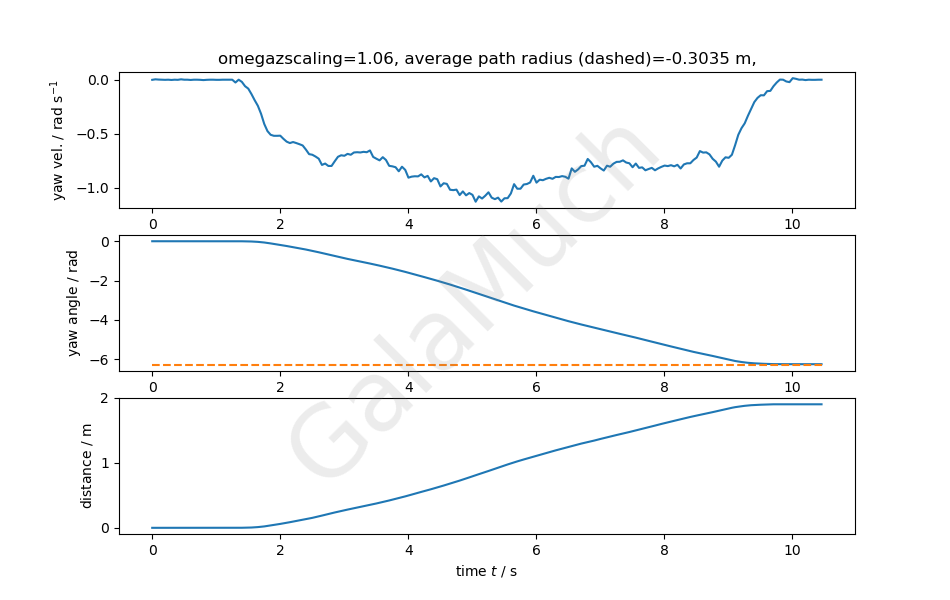 omegazscaling=1.06, average path radius (dashed)=-0.3035 m,
yaw vel. / rad s⁻¹
0.0
−0.5
−1.0
0 2 4 6 8 10
yaw angle / rad
0
−2
−4
−6
0 2 4 6 8 10
distance / m
2
1
0
0 2 4 6 8 10
time t / s
GalaMuch